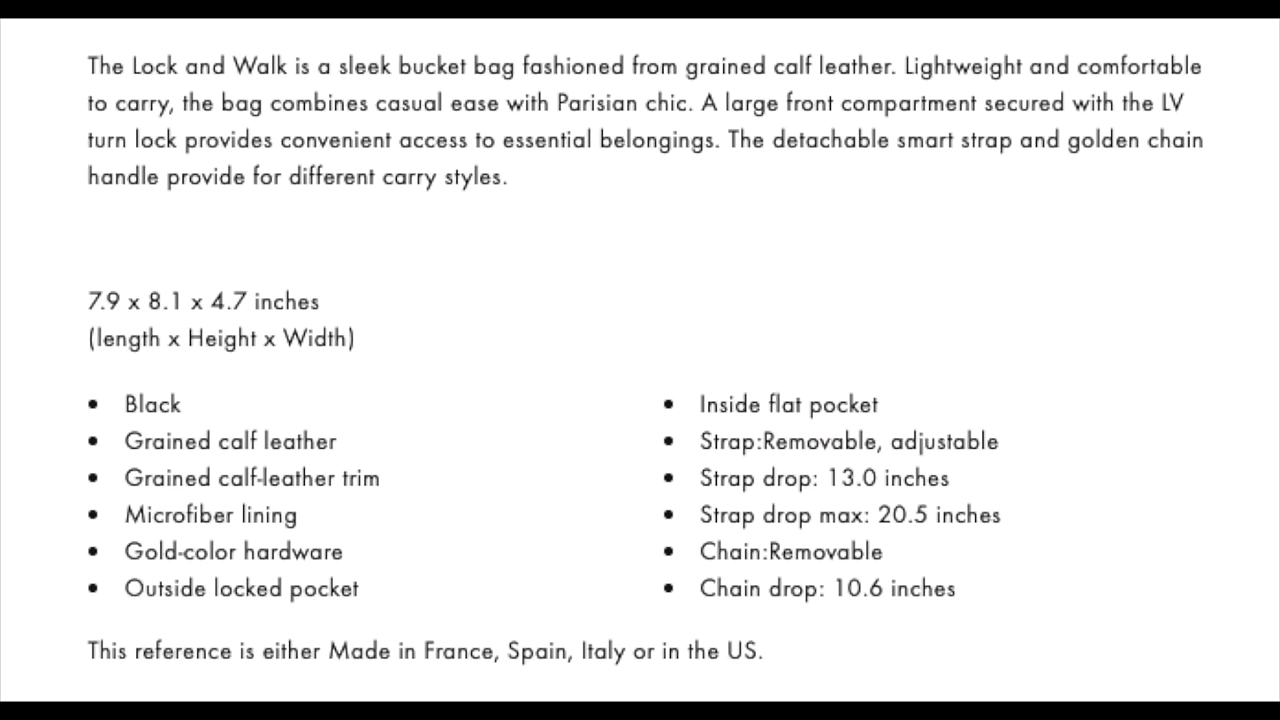 The Lock and Walk is a sleek bucket bag fashioned from grained calf leather. Lightweight and comfortable
to carry, the bag combines casual ease with Parisian chic. A large front compartment secured with the LV
turn lock provides convenient access to essential belongings. The detachable smart strap and golden chain
handle provide for different carry styles.
7.9 x 8.1 x 4.7 inches
(length x Height x Width)
• Black
• Grained calf leather
• Grained calf-leather trim
• Microfiber lining
• Gold-color hardware
• Outside locked pocket
• Inside flat pocket
• Strap:Removable, adjustable
• Strap drop: 13.0 inches
• Strap drop max: 20.5 inches
• Chain:Removable
• Chain drop: 10.6 inches
This reference is either Made in France, Spain, Italy or in the US.